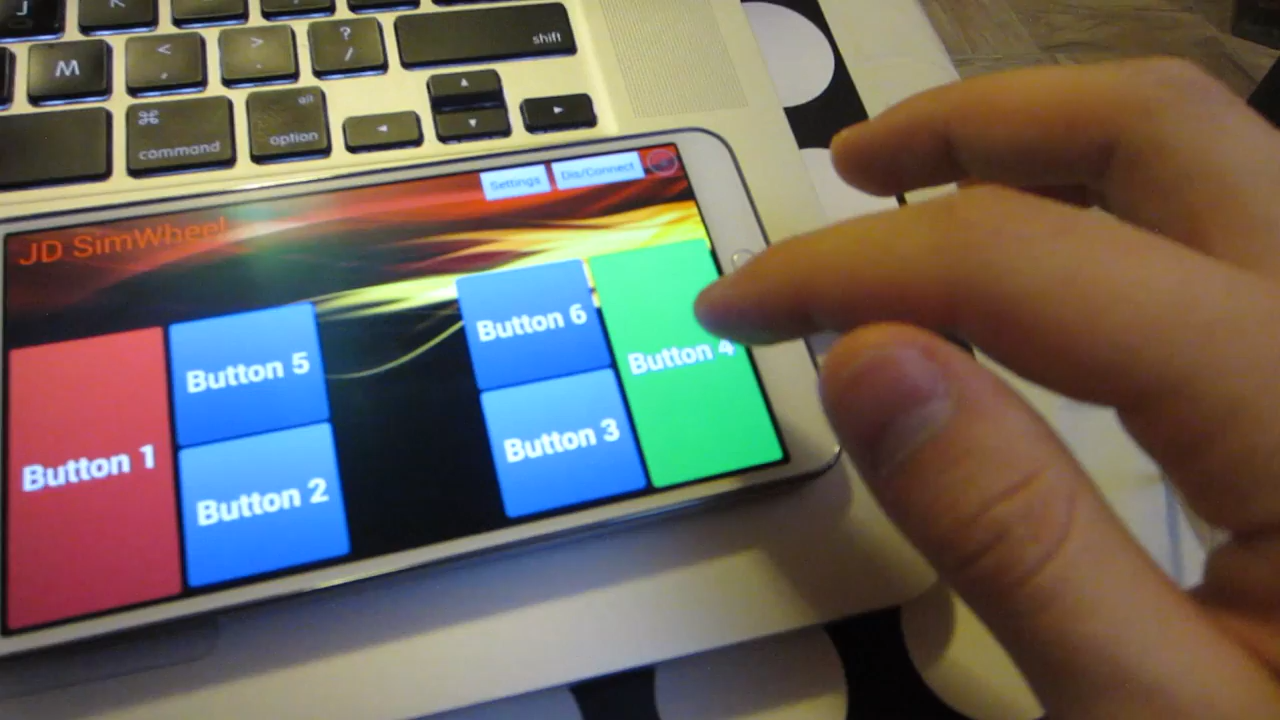 J
K
M
<
,
>
.
?
/
shift
⌘
command
alt
option
Settings
Dis/Connect
JD SimWheel
Button 1
Button 5
Button 2
Button 6
Button 3
Button 4